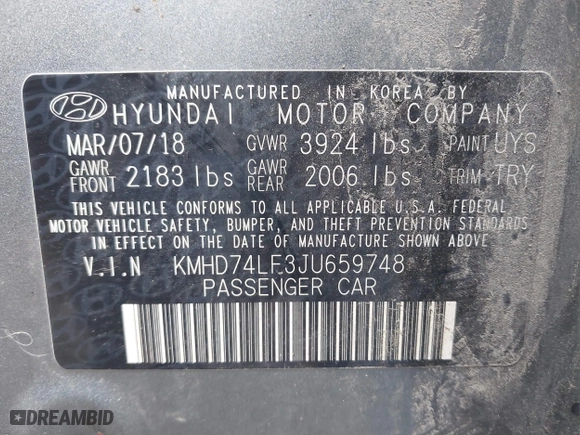 MANUFACTURED IN KOREA BY
HYUNDAI MOTOR COMPANY
MAR/07/18 GVWR 3924 lbs PAINT UYS
GAWR FRONT 2183 lbs GAWR REAR 2006 lbs TRIM TRY
THIS VEHICLE CONFORMS TO ALL APPLICABLE U.S.A. FEDERAL
MOTOR VEHICLE SAFETY, BUMPER, AND THEFT PREVENTION STANDARDS
IN EFFECT ON THE DATE OF MANUFACTURE SHOWN ABOVE
V.I.N KMHD74LF3JU659748
PASSENGER CAR
DREAMBID